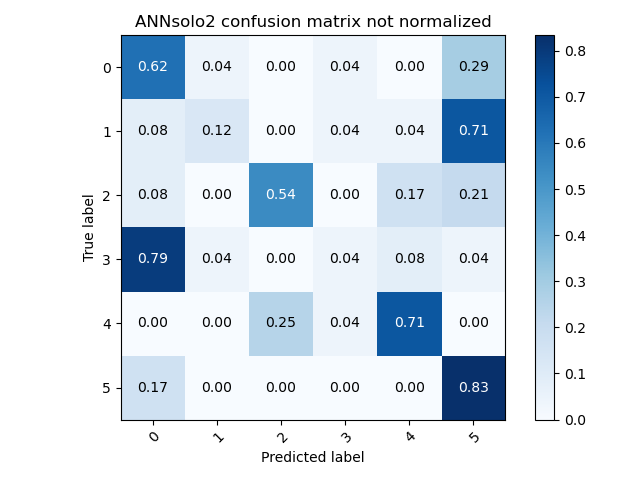 ANNsolo2 confusion matrix not normalized
0 0.62 0.04 0.00 0.04 0.00 0.29
1 0.08 0.12 0.00 0.04 0.04 0.71
2 0.08 0.00 0.54 0.00 0.17 0.21
3 0.79 0.04 0.00 0.04 0.08 0.04
4 0.00 0.00 0.25 0.04 0.71 0.00
5 0.17 0.00 0.00 0.00 0.00 0.83
0 1 2 3 4 5
True label
Predicted label
0.8
0.7
0.6
0.5
0.4
0.3
0.2
0.1
0.0